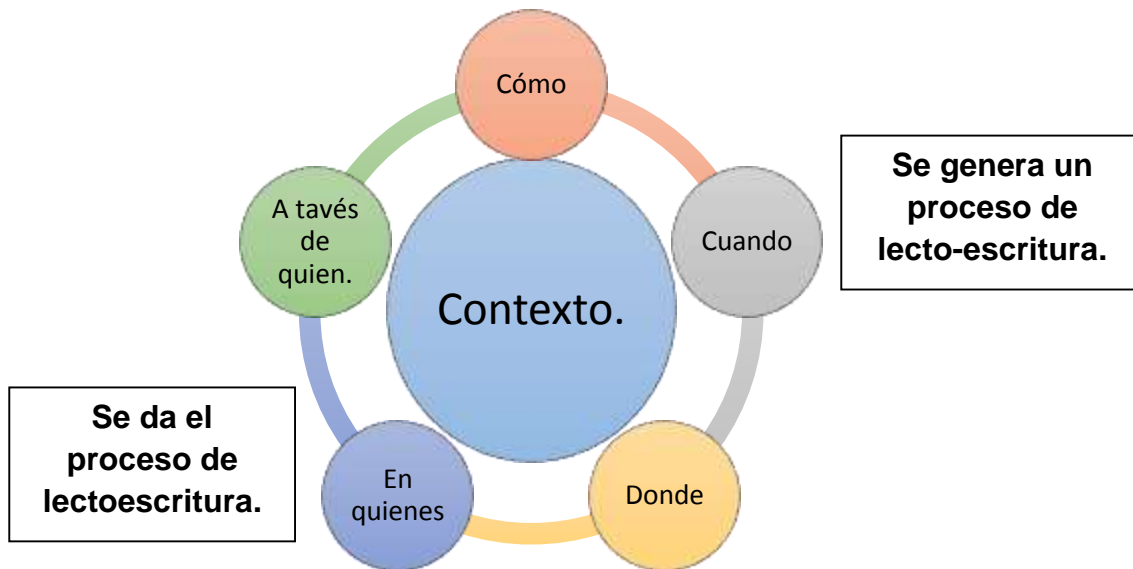 Cómo
Se genera un
proceso de
lecto-escritura.
Cuando
A tavés
de
quien.
Contexto.
Se da el
proceso de
lectoescritura.
En
quienes
Donde